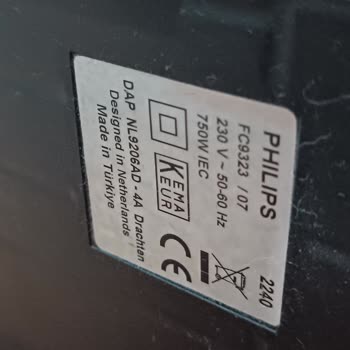 PHILIPS 2240
FC9323 / 07
230 V ~ 50-60 Hz
750W IEC
KEMA
KEUR
CE
DAP NL9206AD - 4A Drachten
Designed in Netherlands
Made in Türkiye